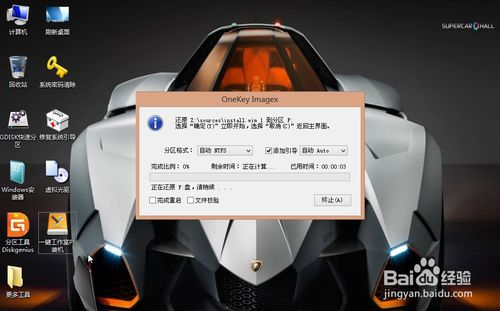 计算机
刷新桌面
SUPERCAR HALL
回收站
系统密码清除
GDISK快速分区
修复系统引导
Windows安装
虚拟光驱
分区工具
Diskgenius
一键工作室PE
装机
更多工具
OneKey Imagex
还原 Z:\sources\install.wim 1 到分区 F:
选择“确定(Y)”立即开始,选择“取消(C)”返回主界面。
分区格式: 自动 NTFS 添加引导 自动 Auto
完成比例: 0% 剩余时间: 正在计算... 已用时间: 00:00:03
正在还原 F 盘,请稍候 . . .
完成重启 文件校验 终止(A)
Baidu经验
jingyan.baidu.com